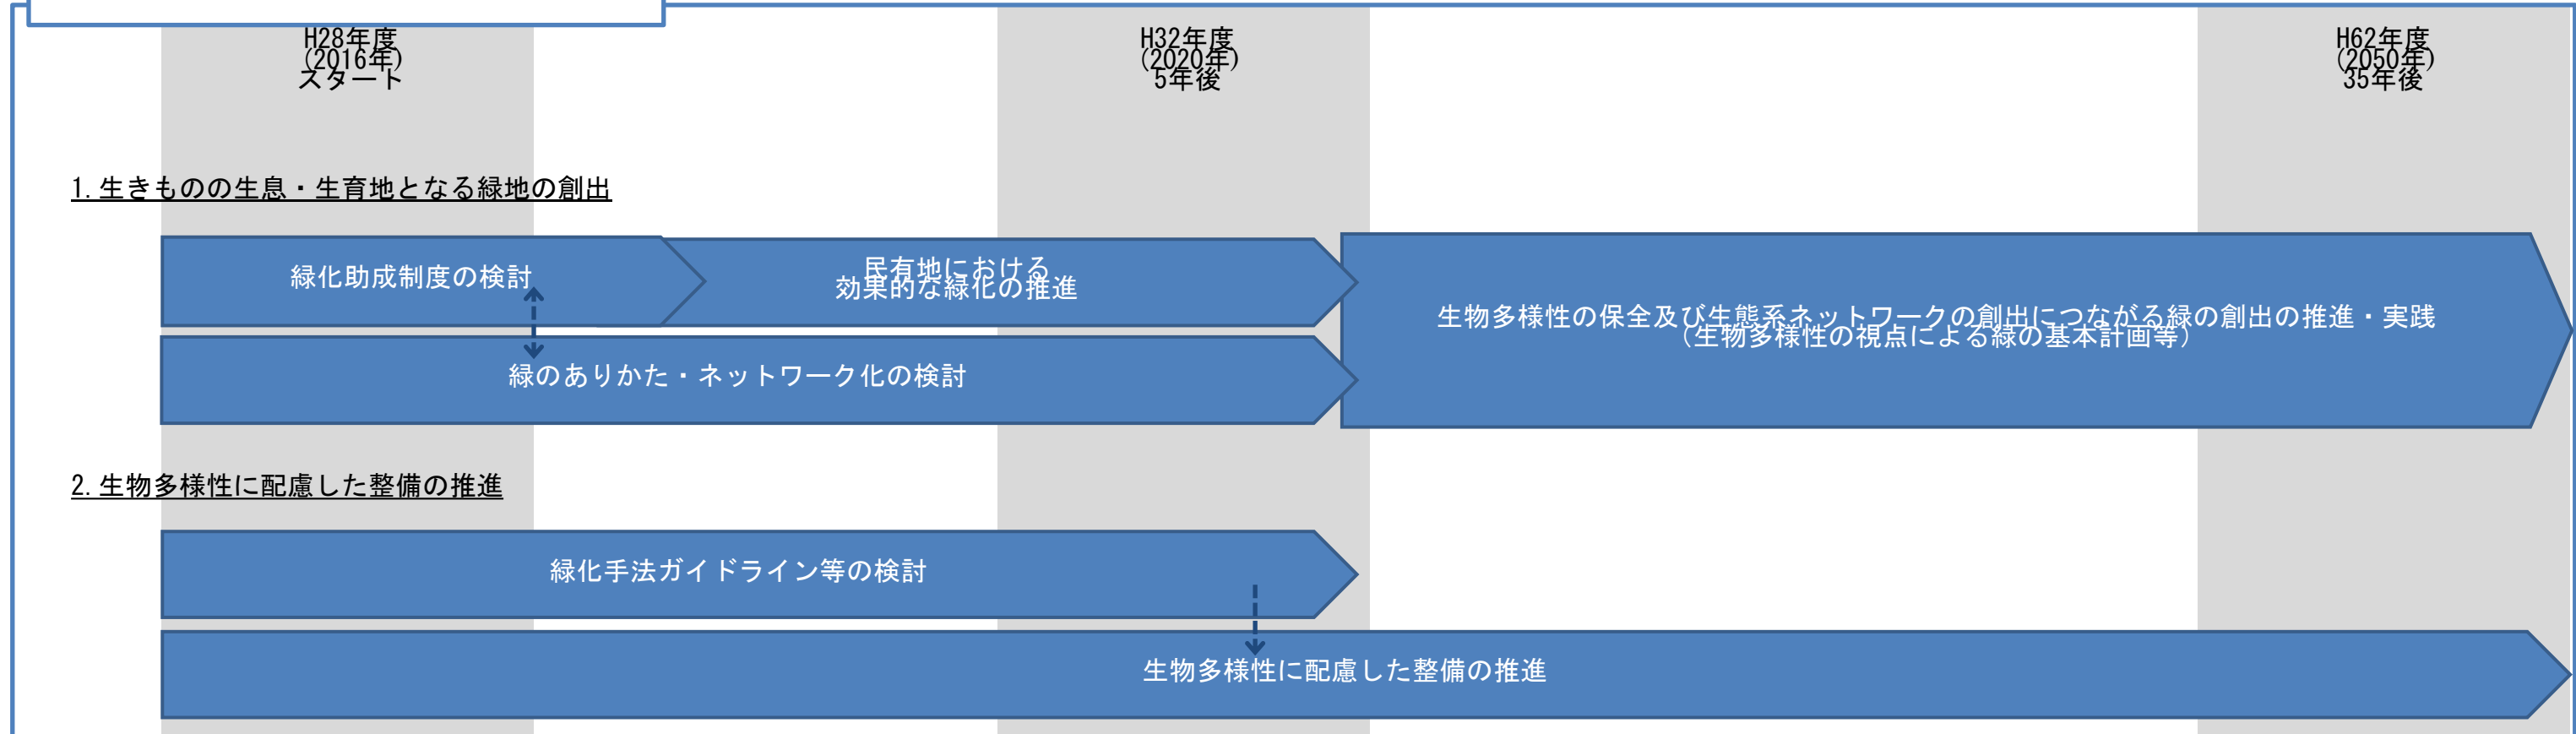 H28年度
(2016年)
スタート
H32年度
(2020年)
5年後
H62年度
(2050年)
35年後
1.生きものの生息・生育地となる緑地の創出
緑化助成制度の検討
民有地における
効果的な緑化の推進
生物多様性の保全及び生態系ネットワークの創出につながる緑の創出の推進・実践
（生物多様性の視点による緑の基本計画等）
緑のありかた・ネットワーク化の検討
2.生物多様性に配慮した整備の推進
緑化手法ガイドライン等の検討
生物多様性に配慮した整備の推進